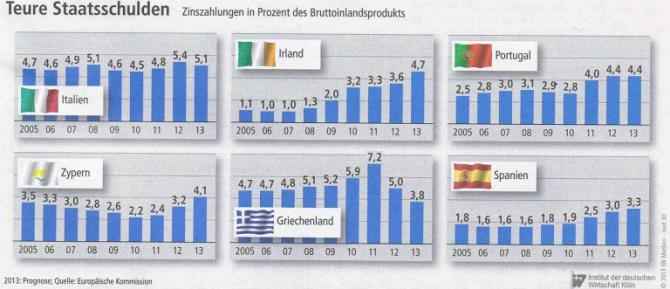 Teure Staatsschulden Zinszahlungen in Prozent des Bruttoinlandsprodukts
4,7 4,6 4,9 5,1 4,6 4,5 4,8 5,4 5,1
Italien
2005 06 07 08 09 10 11 12 13
Irland
1,1 1,0 1,0 1,3 2,0 3,2 3,3 3,6 4,7
2005 06 07 08 09 10 11 12 13
Portugal
2,5 2,8 3,0 3,1 2,9 2,8 4,0 4,4 4,4
2005 06 07 08 09 10 11 12 13
Zypern
3,5 3,3 3,0 2,8 2,6 2,2 2,4 3,2 4,1
2005 06 07 08 09 10 11 12 13
4,7 4,7 4,8 5,1 5,2 5,9 7,2 5,0 3,8
Griechenland
2005 06 07 08 09 10 11 12 13
Spanien
1,8 1,6 1,6 1,6 1,8 1,9 2,5 3,0 3,3
2005 06 07 08 09 10 11 12 13
2013: Prognose; Quelle: Europäische Kommission
Institut der deutschen
Wirtschaft Köln
© 2013 IW Medien · iwd 30